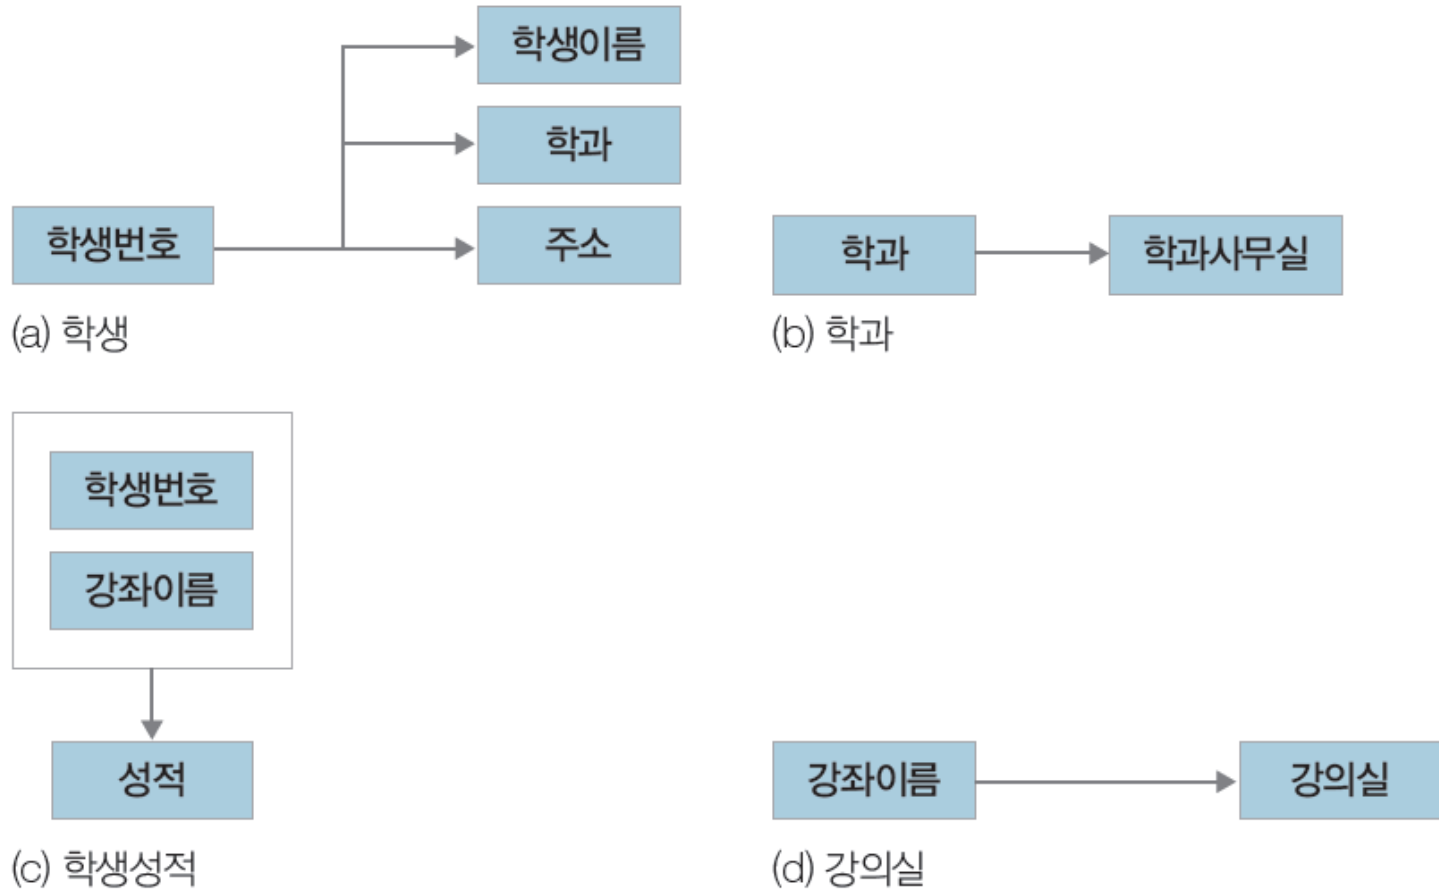 학생이름
학과
학생번호
주소
(a) 학생
학과
학과사무실
(b) 학과
학생번호
강좌이름
성적
(c) 학생성적
강좌이름
강의실
(d) 강의실